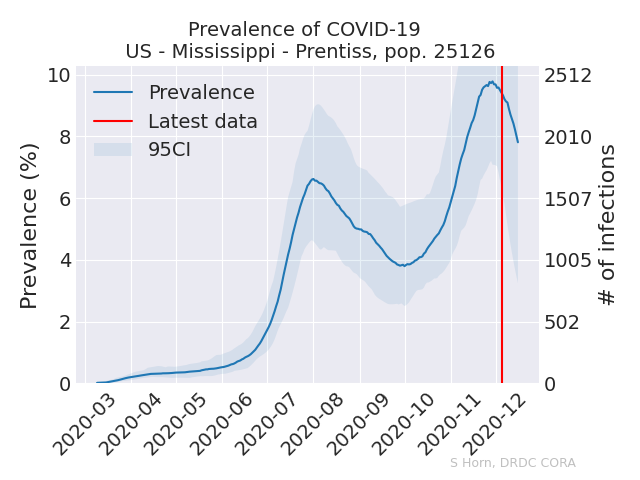 Prevalence of COVID-19
US - Mississippi - Prentiss, pop. 25126
Prevalence
Latest data
95CI
Prevalence (%)
10
8
6
4
2
0
2512
2010
1507
1005
502
0
# of infections
2020-03
2020-04
2020-05
2020-06
2020-07
2020-08
2020-09
2020-10
2020-11
2020-12
S Horn, DRDC CORA